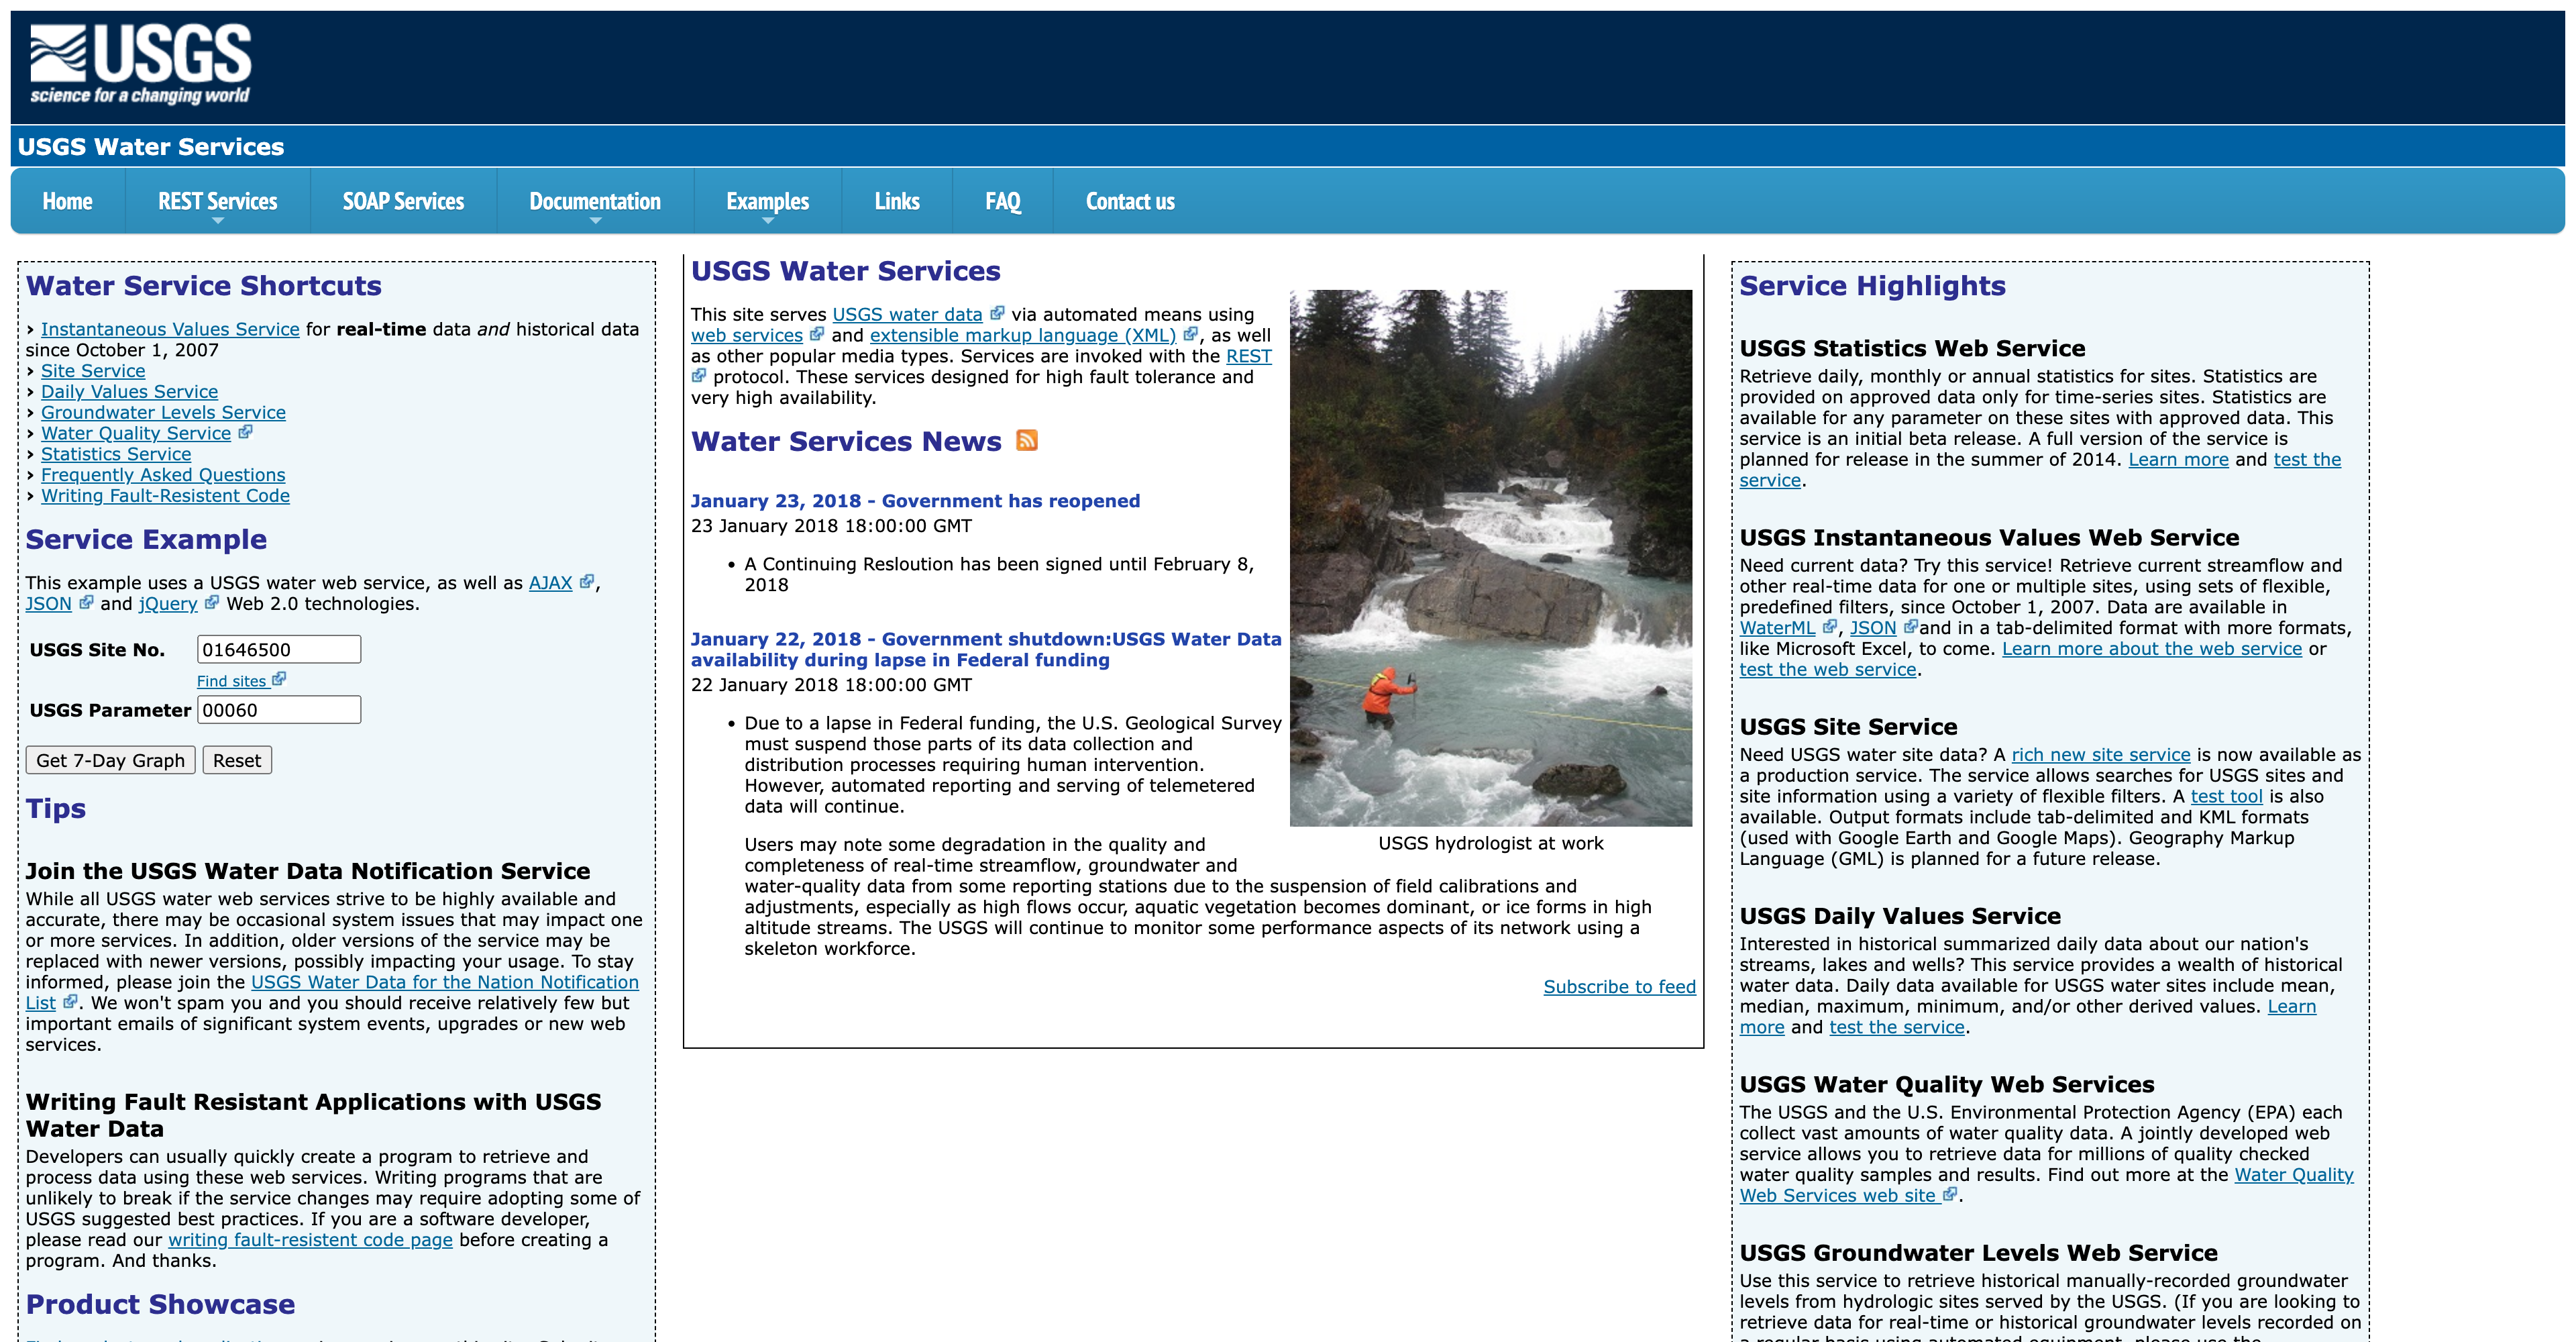 USGS
science for a changing world
USGS Water Services
Home REST Services SOAP Services Documentation Examples Links FAQ Contact us
Water Service Shortcuts
› Instantaneous Values Service for real-time data and historical data
since October 1, 2007
› Site Service
› Daily Values Service
› Groundwater Levels Service
› Water Quality Service
› Statistics Service
› Frequently Asked Questions
› Writing Fault-Resistent Code
Service Example
This example uses a USGS water web service, as well as AJAX ,
JSON and jQuery Web 2.0 technologies.
USGS Site No. 01646500
Find sites
USGS Parameter 00060
Get 7-Day Graph Reset
Tips
Join the USGS Water Data Notification Service
While all USGS water web services strive to be highly available and
accurate, there may be occasional system issues that may impact one
or more services. In addition, older versions of the service may be
replaced with newer versions, possibly impacting your usage. To stay
informed, please join the USGS Water Data for the Nation Notification
List . We won't spam you and you should receive relatively few but
important emails of significant system events, upgrades or new web
services.
Writing Fault Resistant Applications with USGS
Water Data
Developers can usually quickly create a program to retrieve and
process data using these web services. Writing programs that are
unlikely to break if the service changes may require adopting some of
USGS suggested best practices. If you are a software developer,
please read our writing fault-resistent code page before creating a
program. And thanks.
Product Showcase
USGS Water Services
This site serves USGS water data via automated means using
web services and extensible markup language (XML) , as well
as other popular media types. Services are invoked with the REST
protocol. These services designed for high fault tolerance and
very high availability.
Water Services News
January 23, 2018 - Government has reopened
23 January 2018 18:00:00 GMT
• A Continuing Resloution has been signed until February 8,
2018
January 22, 2018 - Government shutdown:USGS Water Data
availability during lapse in Federal funding
22 January 2018 18:00:00 GMT
• Due to a lapse in Federal funding, the U.S. Geological Survey
must suspend those parts of its data collection and
distribution processes requiring human intervention.
However, automated reporting and serving of telemetered
data will continue.
Users may note some degradation in the quality and
completeness of real-time streamflow, groundwater and
water-quality data from some reporting stations due to the suspension of field calibrations and
adjustments, especially as high flows occur, aquatic vegetation becomes dominant, or ice forms in high
altitude streams. The USGS will continue to monitor some performance aspects of its network using a
skeleton workforce.
Subscribe to feed
USGS hydrologist at work
Service Highlights
USGS Statistics Web Service
Retrieve daily, monthly or annual statistics for sites. Statistics are
provided on approved data only for time-series sites. Statistics are
available for any parameter on these sites with approved data. This
service is an initial beta release. A full version of the service is
planned for release in the summer of 2014. Learn more and test the
service.
USGS Instantaneous Values Web Service
Need current data? Try this service! Retrieve current streamflow and
other real-time data for one or multiple sites, using sets of flexible,
predefined filters, since October 1, 2007. Data are available in
WaterML , JSON and in a tab-delimited format with more formats,
like Microsoft Excel, to come. Learn more about the web service or
test the web service.
USGS Site Service
Need USGS water site data? A rich new site service is now available as
a production service. The service allows searches for USGS sites and
site information using a variety of flexible filters. A test tool is also
available. Output formats include tab-delimited and KML formats
(used with Google Earth and Google Maps). Geography Markup
Language (GML) is planned for a future release.
USGS Daily Values Service
Interested in historical summarized daily data about our nation's
streams, lakes and wells? This service provides a wealth of historical
water data. Daily data available for USGS water sites include mean,
median, maximum, minimum, and/or other derived values. Learn
more and test the service.
USGS Water Quality Web Services
The USGS and the U.S. Environmental Protection Agency (EPA) each
collect vast amounts of water quality data. A jointly developed web
service allows you to retrieve data for millions of quality checked
water quality samples and results. Find out more at the Water Quality
Web Services web site .
USGS Groundwater Levels Web Service
Use this service to retrieve historical manually-recorded groundwater
levels from hydrologic sites served by the USGS. (If you are looking to
retrieve data for real-time or historical groundwater levels recorded on